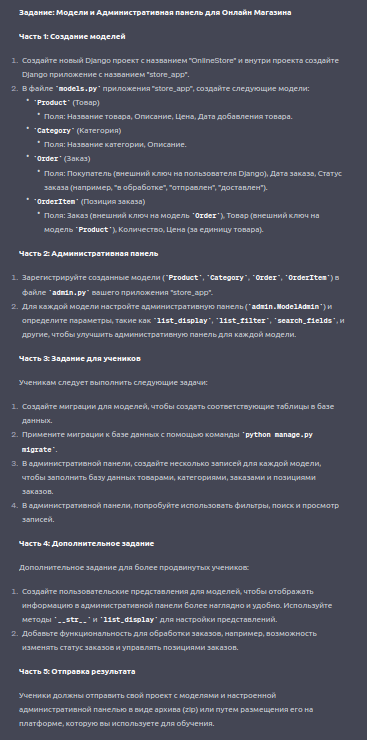 Задание: Модели и Административная панель для Онлайн Магазина
Часть 1: Создание моделей
1. Создайте новый Django проект с названием "OnlineStore" и внутри проекта создайте
Django приложение с названием "store_app".
2. В файле `models.py` приложения "store_app", создайте следующие модели:
• `Product` (Товар)
• Поля: Название товара, Описание, Цена, Дата добавления товара.
• `Category` (Категория)
• Поля: Название категории, Описание.
• `Order` (Заказ)
• Поля: Покупатель (внешний ключ на пользователя Django), Дата заказа, Статус
заказа (например, "в обработке", "отправлен", "доставлен").
• `OrderItem` (Позиция заказа)
• Поля: Заказ (внешний ключ на модель `Order`), Товар (внешний ключ на
модель `Product`), Количество, Цена (за единицу товара).
Часть 2: Административная панель
1. Зарегистрируйте созданные модели (`Product`, `Category`, `Order`, `OrderItem`) в
файле `admin.py` вашего приложения "store_app".
2. Для каждой модели настройте административную панель (`admin.ModelAdmin`) и
определите параметры, такие как `list_display`, `list_filter`, `search_fields`, и
другие, чтобы улучшить административную панель для каждой модели.
Часть 3: Задание для учеников
Ученикам следует выполнить следующие задачи:
1. Создайте миграции для моделей, чтобы создать соответствующие таблицы в базе
данных.
2. Примените миграции к базе данных с помощью команды `python manage.py
migrate`.
3. В административной панели, создайте несколько записей для каждой модели,
чтобы заполнить базу данных товарами, категориями, заказами и позициями
заказов.
4. В административной панели, попробуйте использовать фильтры, поиск и просмотр
записей.
Часть 4: Дополнительное задание
Дополнительное задание для более продвинутых учеников:
1. Создайте пользовательские представления для моделей, чтобы отображать
информацию в административной панели более наглядно и удобно. Используйте
методы `__str__` и `list_display` для настройки представлений.
2. Добавьте функциональность для обработки заказов, например, возможность
изменять статус заказов и управлять позициями заказов.
Часть 5: Отправка результата
Ученики должны отправить свой проект с моделями и настроенной
административной панелью в виде архива (zip) или путем размещения его на
платформе, которую вы используете для обучения.